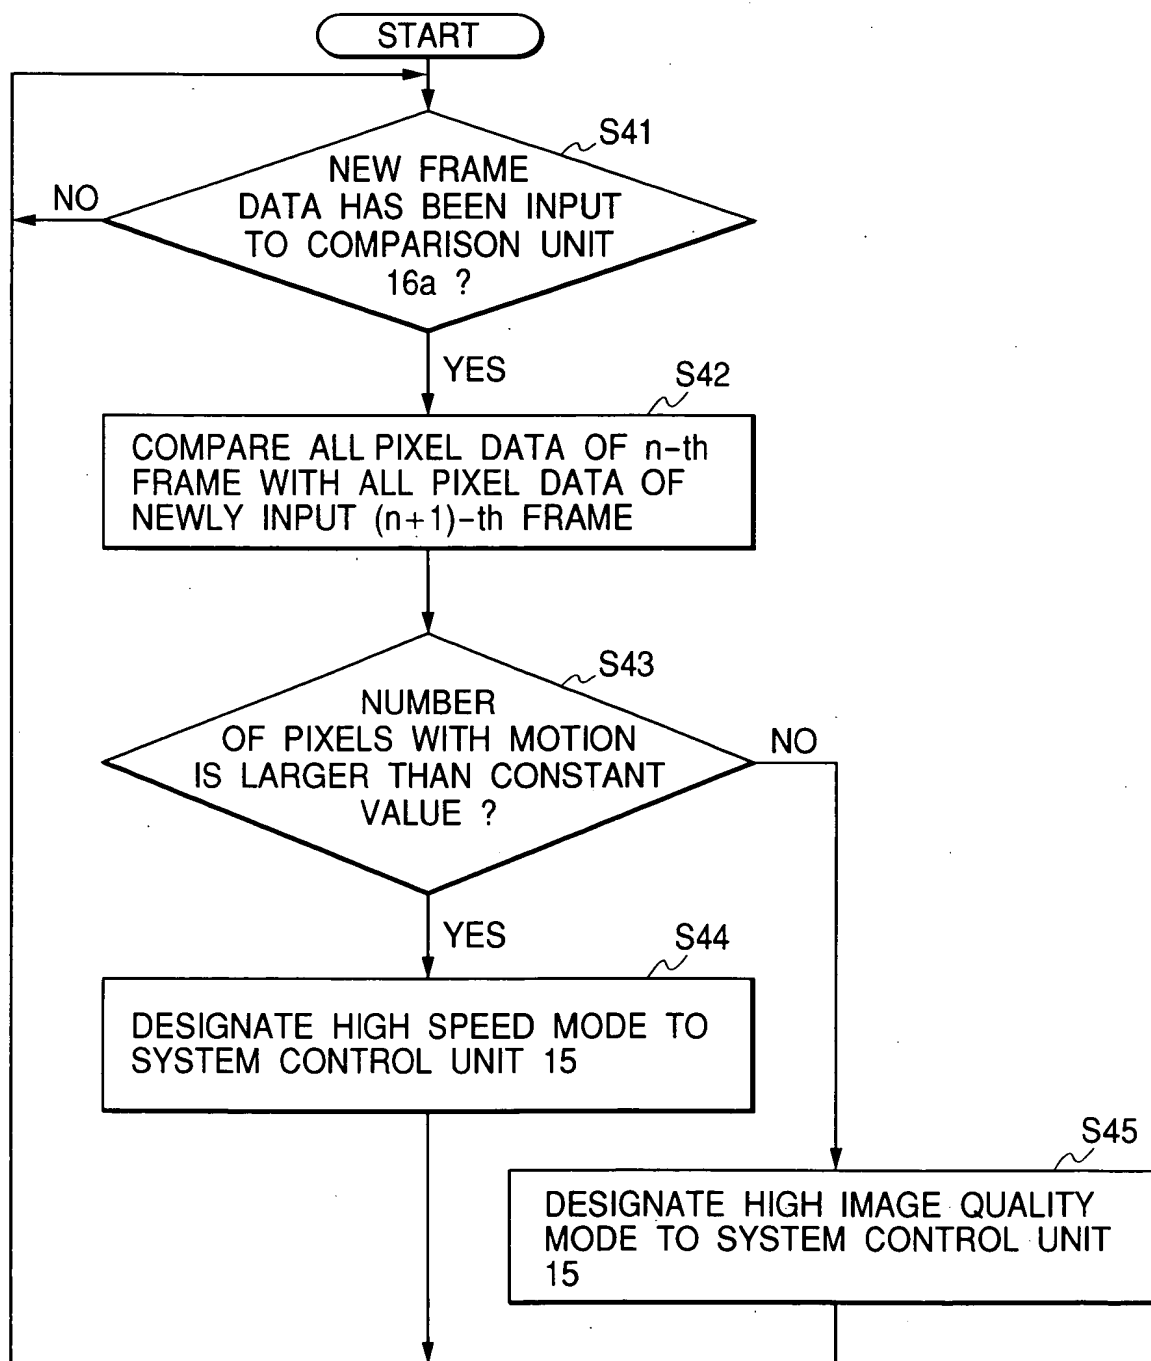 START
S41
NEW FRAME
DATA HAS BEEN INPUT
TO COMPARISON UNIT
16a ?
NO
YES
S42
COMPARE ALL PIXEL DATA OF n-th
FRAME WITH ALL PIXEL DATA OF
NEWLY INPUT (n+1)-th FRAME
S43
NUMBER
OF PIXELS WITH MOTION
IS LARGER THAN CONSTANT
VALUE ?
NO
YES
S44
DESIGNATE HIGH SPEED MODE TO
SYSTEM CONTROL UNIT 15
S45
DESIGNATE HIGH IMAGE QUALITY
MODE TO SYSTEM CONTROL UNIT
15